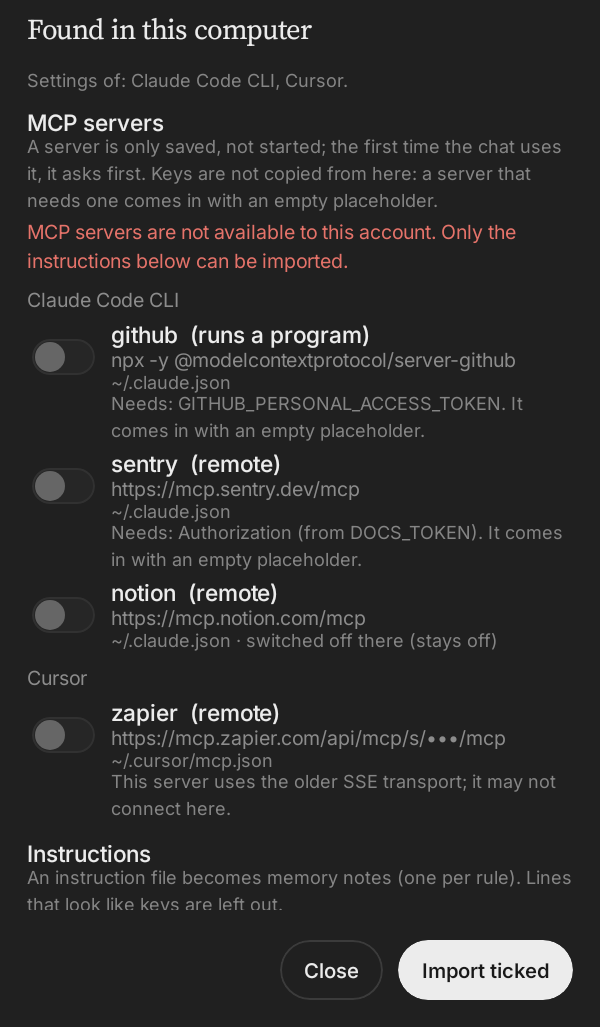 Found in this computer
Settings of: Claude Code CLI, Cursor.
MCP servers
A server is only saved, not started; the first time the chat uses
it, it asks first. Keys are not copied from here: a server that
needs one comes in with an empty placeholder.
MCP servers are not available to this account. Only the
instructions below can be imported.
Claude Code CLI
github (runs a program)
npx -y @modelcontextprotocol/server-github
~/.claude.json
Needs: GITHUB_PERSONAL_ACCESS_TOKEN. It
comes in with an empty placeholder.
sentry (remote)
https://mcp.sentry.dev/mcp
~/.claude.json
Needs: Authorization (from DOCS_TOKEN). It comes
in with an empty placeholder.
notion (remote)
https://mcp.notion.com/mcp
~/.claude.json · switched off there (stays off)
Cursor
zapier (remote)
https://mcp.zapier.com/api/mcp/s/•••/mcp
~/.cursor/mcp.json
This server uses the older SSE transport; it may not
connect here.
Instructions
An instruction file becomes memory notes (one per rule). Lines
that look like keys are left out.
Close
Import ticked